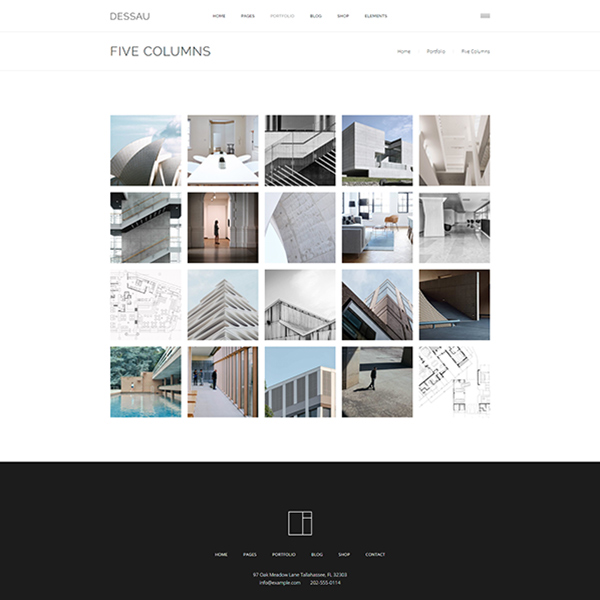 DESSAU HOME PAGES PORTFOLIO BLOG SHOP ELEMENTS
FIVE COLUMNS Home Portfolio Five Columns
HOME PAGES PORTFOLIO BLOG SHOP CONTACT
97 Oak Meadow Lane Tallahassee, FL 32303
info@example.com 202-555-0114